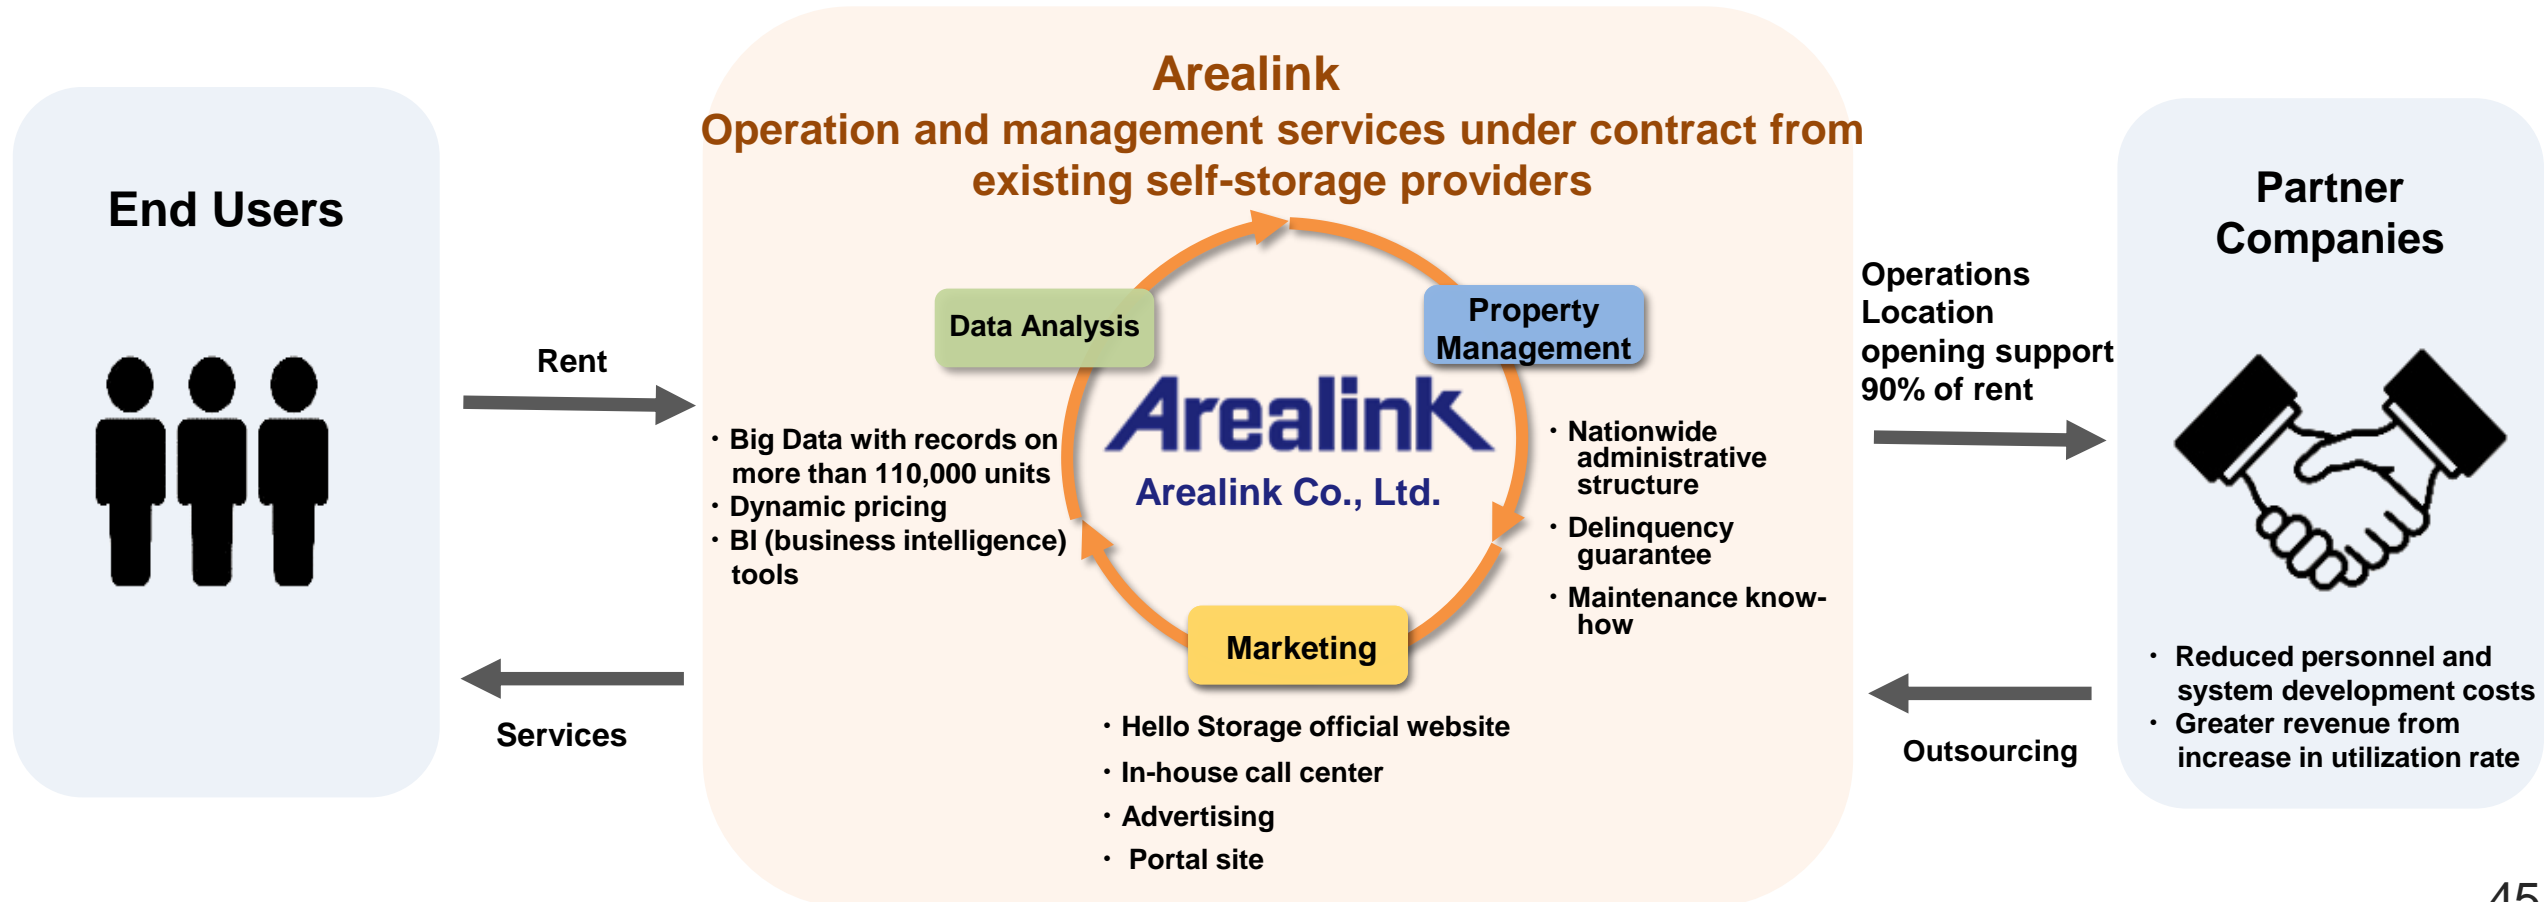 Arealink
Operation and management services under contract from
existing self-storage providers
End Users
Rent
Services
Data Analysis
・Big Data with records on
more than 110,000 units
・Dynamic pricing
・BI (business intelligence)
tools
Property
Management
・Nationwide
administrative
structure
・Delinquency
guarantee
・Maintenance know-
how
Arealink
Arealink Co., Ltd.
Marketing
・Hello Storage official website
・In-house call center
・Advertising
・ Portal site
Operations
Location
opening support
90% of rent
Outsourcing
Partner
Companies
・ Reduced personnel and
system development costs
・ Greater revenue from
increase in utilization rate
45